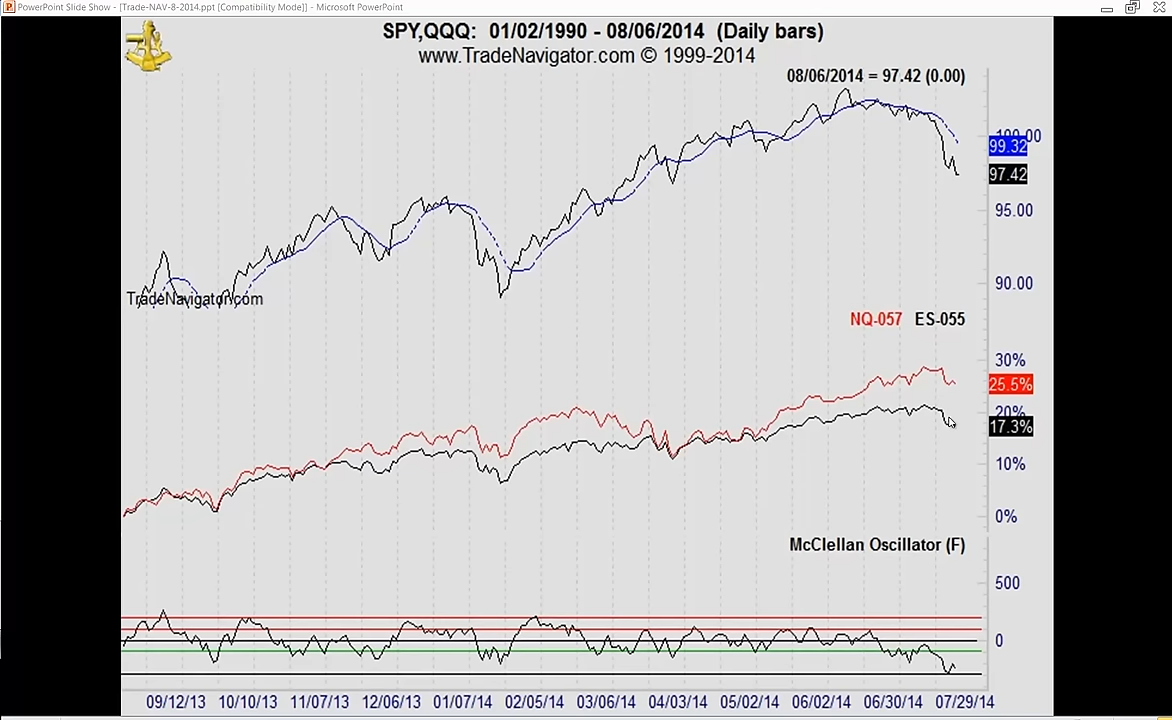 PowerPoint Slide Show - [Trade-NAV-8-2014.ppt [Compatibility Mode]] - Microsoft PowerPoint
SPY,QQQ: 01/02/1990 - 08/06/2014 (Daily bars)
www.TradeNavigator.com © 1999-2014
08/06/2014 = 97.42 (0.00)
100.00
99.32
97.42
95.00
90.00
TradeNavigator.com
NQ-057 ES-055
30%
25.5%
20%
17.3%
10%
0%
McClellan Oscillator (F)
500
0
09/12/13 10/10/13 11/07/13 12/06/13 01/07/14 02/05/14 03/06/14 04/03/14 05/02/14 06/02/14 06/30/14 07/29/14